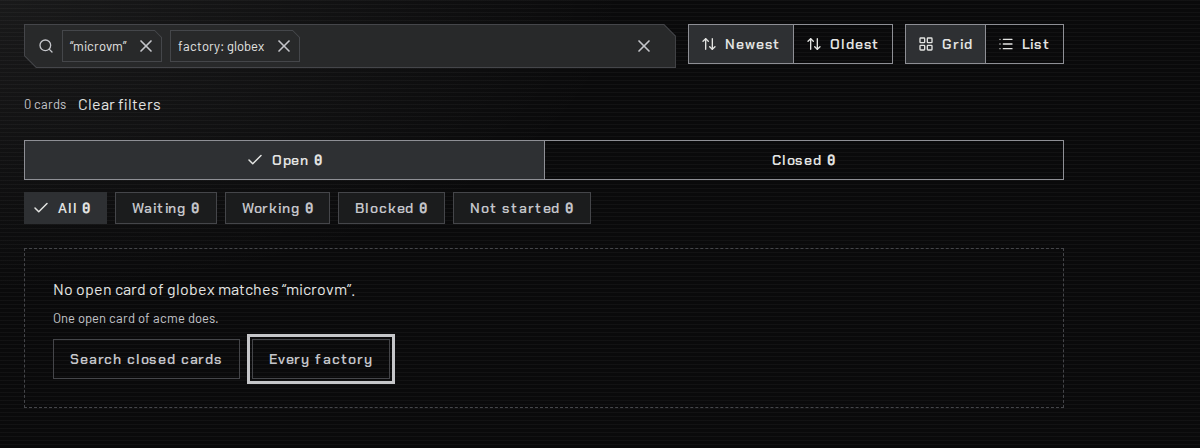 “microvm” factory: globex Newest Oldest Grid List
0 cards Clear filters
Open 0 Closed 0
All 0 Waiting 0 Working 0 Blocked 0 Not started 0
No open card of globex matches “microvm”.
One open card of acme does.
Search closed cards Every factory